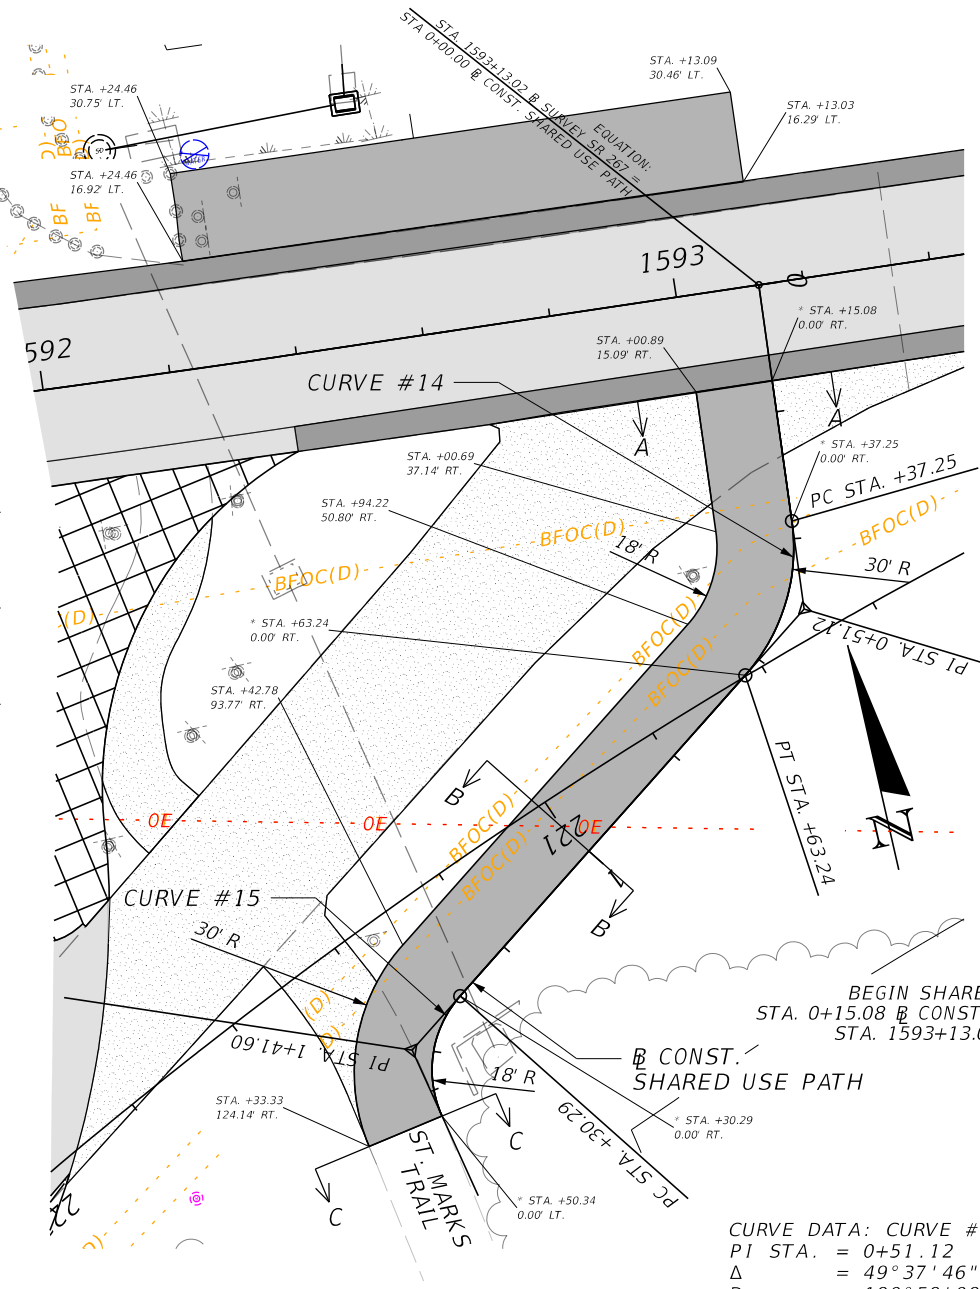 STA. 1593+13.02 B SURVEY SR 267 =
STA 0+00.00 B CONST. SHARED USE PATH
EQUATION:
STA. +13.09
30.46' LT.
STA. +24.46
30.75' LT.
STA. +13.03
16.29' LT.
BFO
D)
SD
STA. +24.46
16.92' LT.
BF
BF
1593
592
* STA. +15.08
0.00' RT.
STA. +00.89
15.09' RT.
CURVE #14
A
A
* STA. +37.25
0.00' RT.
STA. +00.69
37.14' RT.
PC STA. +37.25
STA. +94.22
50.80' RT.
BFOC(D)
BFOC(D)
BFOC(D)
18' R
30' R
(D)
* STA. +63.24
0.00' RT.
PI STA. 0+51.12
BFOC(D)
BFOC(D)
STA. +42.78
93.77' RT.
PT STA. +63.24
B
N
OE
OE
OE
221
1
BFOC(D)
BFOC(D)
CURVE #15
B
30' R
(D)
D)
BEGIN SHARE
STA. 0+15.08 B CONST
STA. 1593+13.0
PI STA. 1+41.60
B CONST.
SHARED USE PATH
18' R
STA. +33.33
124.14' RT.
* STA. +30.29
0.00' RT.
PC STA. +30.29
C
C
ST. MARKS
TRAIL
* STA. +50.34
0.00' LT.
22
D)
CURVE DATA: CURVE #
PI STA. = 0+51.12
Δ = 49°37'46"